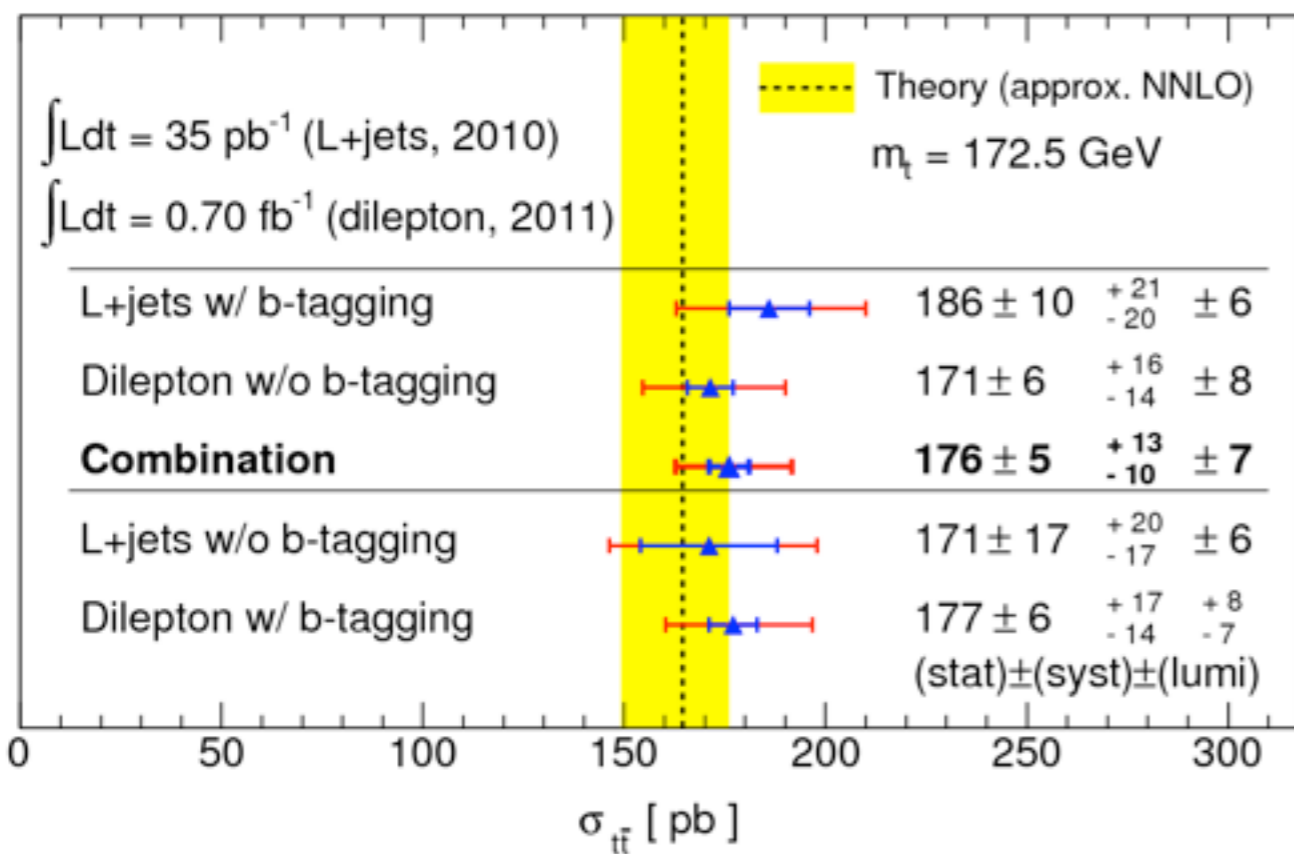 Theory (approx. NNLO)
∫Ldt = 35 pb⁻¹ (L+jets, 2010)
mₜ = 172.5 GeV
∫Ldt = 0.70 fb⁻¹ (dilepton, 2011)
L+jets w/ b-tagging 186 ± 10 + 21 - 20 ± 6
Dilepton w/o b-tagging 171 ± 6 + 16 - 14 ± 8
Combination 176 ± 5 + 13 - 10 ± 7
L+jets w/o b-tagging 171 ± 17 + 20 - 17 ± 6
Dilepton w/ b-tagging 177 ± 6 + 17 - 14 + 8 - 7
(stat)±(syst)±(lumi)
0 50 100 150 200 250 300
σ tt̄ [ pb ]